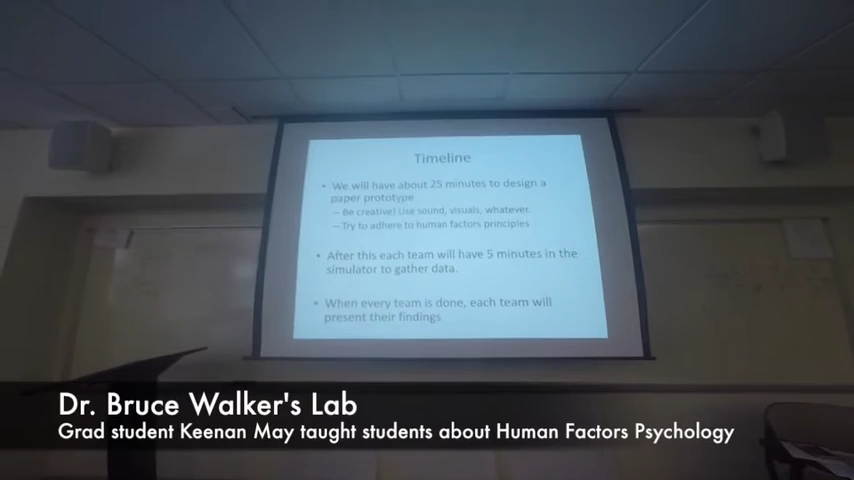 Timeline
• We will have about 25 minutes to design a
paper prototype
– Be creative! Use sound, visuals, whatever.
– Try to adhere to human factors principles
• After this each team will have 5 minutes in the
simulator to gather data.
• When every team is done, each team will
present their findings
Dr. Bruce Walker's Lab
Grad student Keenan May taught students about Human Factors Psychology